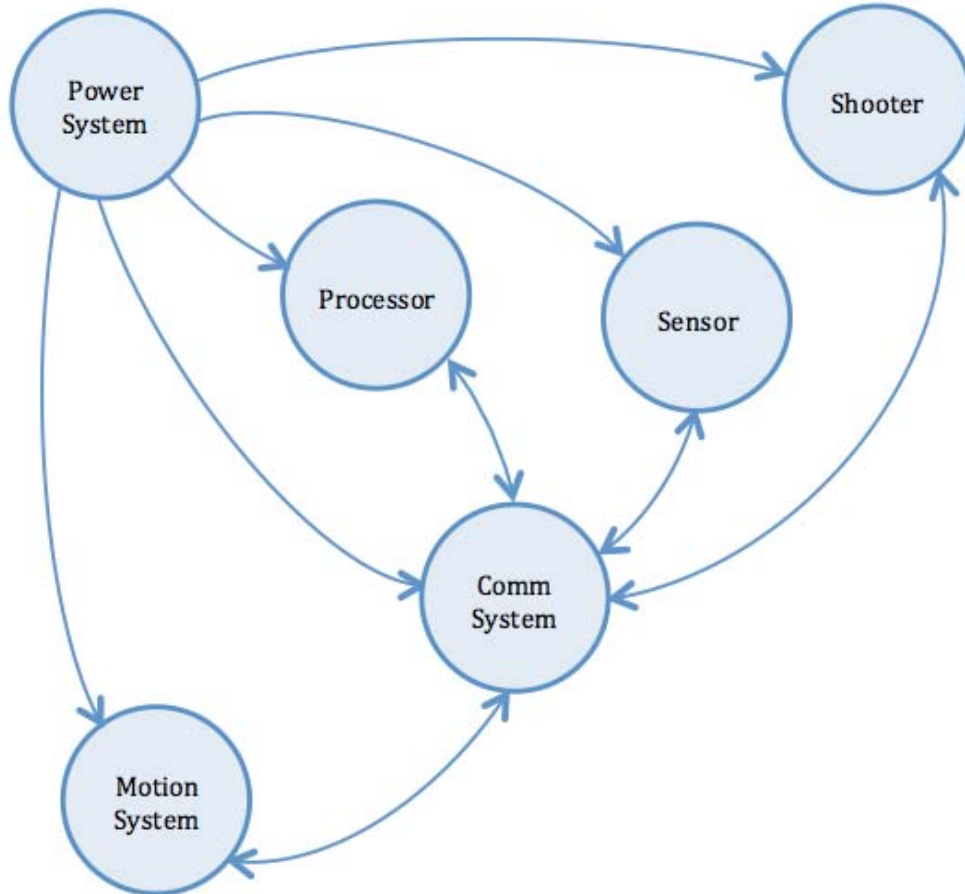 Power
System
Shooter
Processor
Sensor
Comm
System
Motion
System